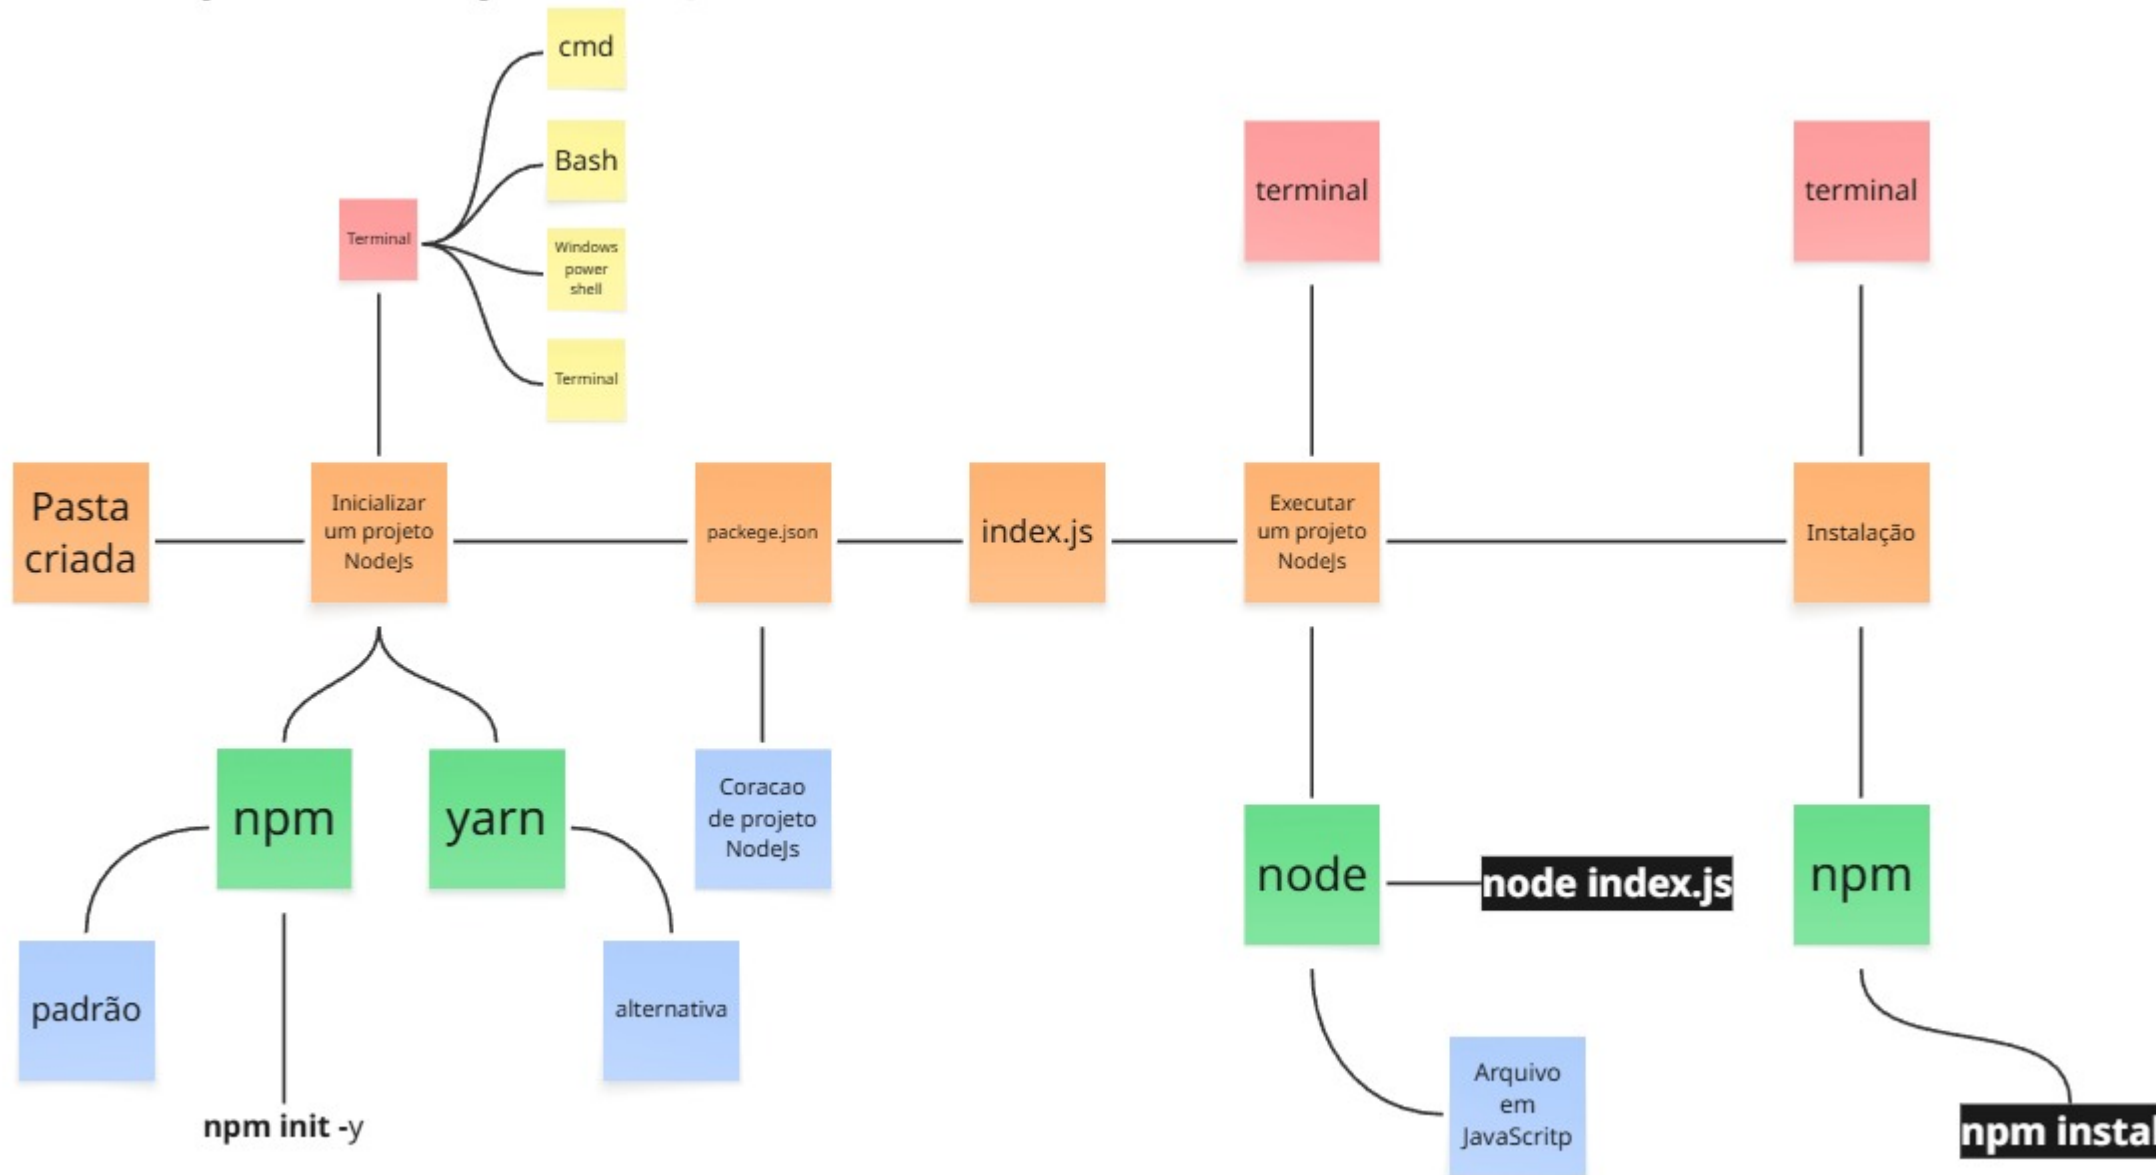 cmd
Bash
Windows
power
shell
Terminal
Terminal
terminal
terminal
Pasta
criada
Inicializar
um projeto
NodeJs
packege.json
index.js
Executar
um projeto
NodeJs
Instalação
npm
yarn
Coracao
de projeto
NodeJs
node
node index.js
npm
padrão
alternativa
npm init -y
Arquivo
em
JavaScritp
npm instal